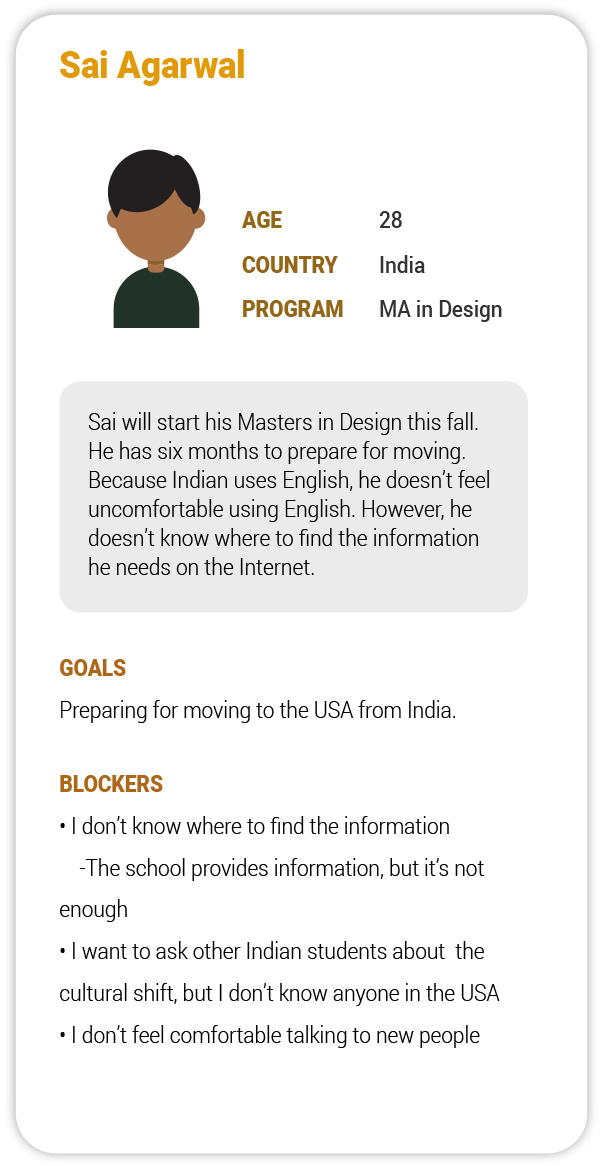 Sai Agarwal
AGE 28
COUNTRY India
PROGRAM MA in Design
Sai will start his Masters in Design this fall.
He has six months to prepare for moving.
Because Indian uses English, he doesn’t feel
uncomfortable using English. However, he
doesn’t know where to find the information
he needs on the Internet.
GOALS
Preparing for moving to the USA from India.
BLOCKERS
• I don’t know where to find the information
-The school provides information, but it’s not
enough
• I want to ask other Indian students about  the
cultural shift, but I don’t know anyone in the USA
• I don’t feel comfortable talking to new people